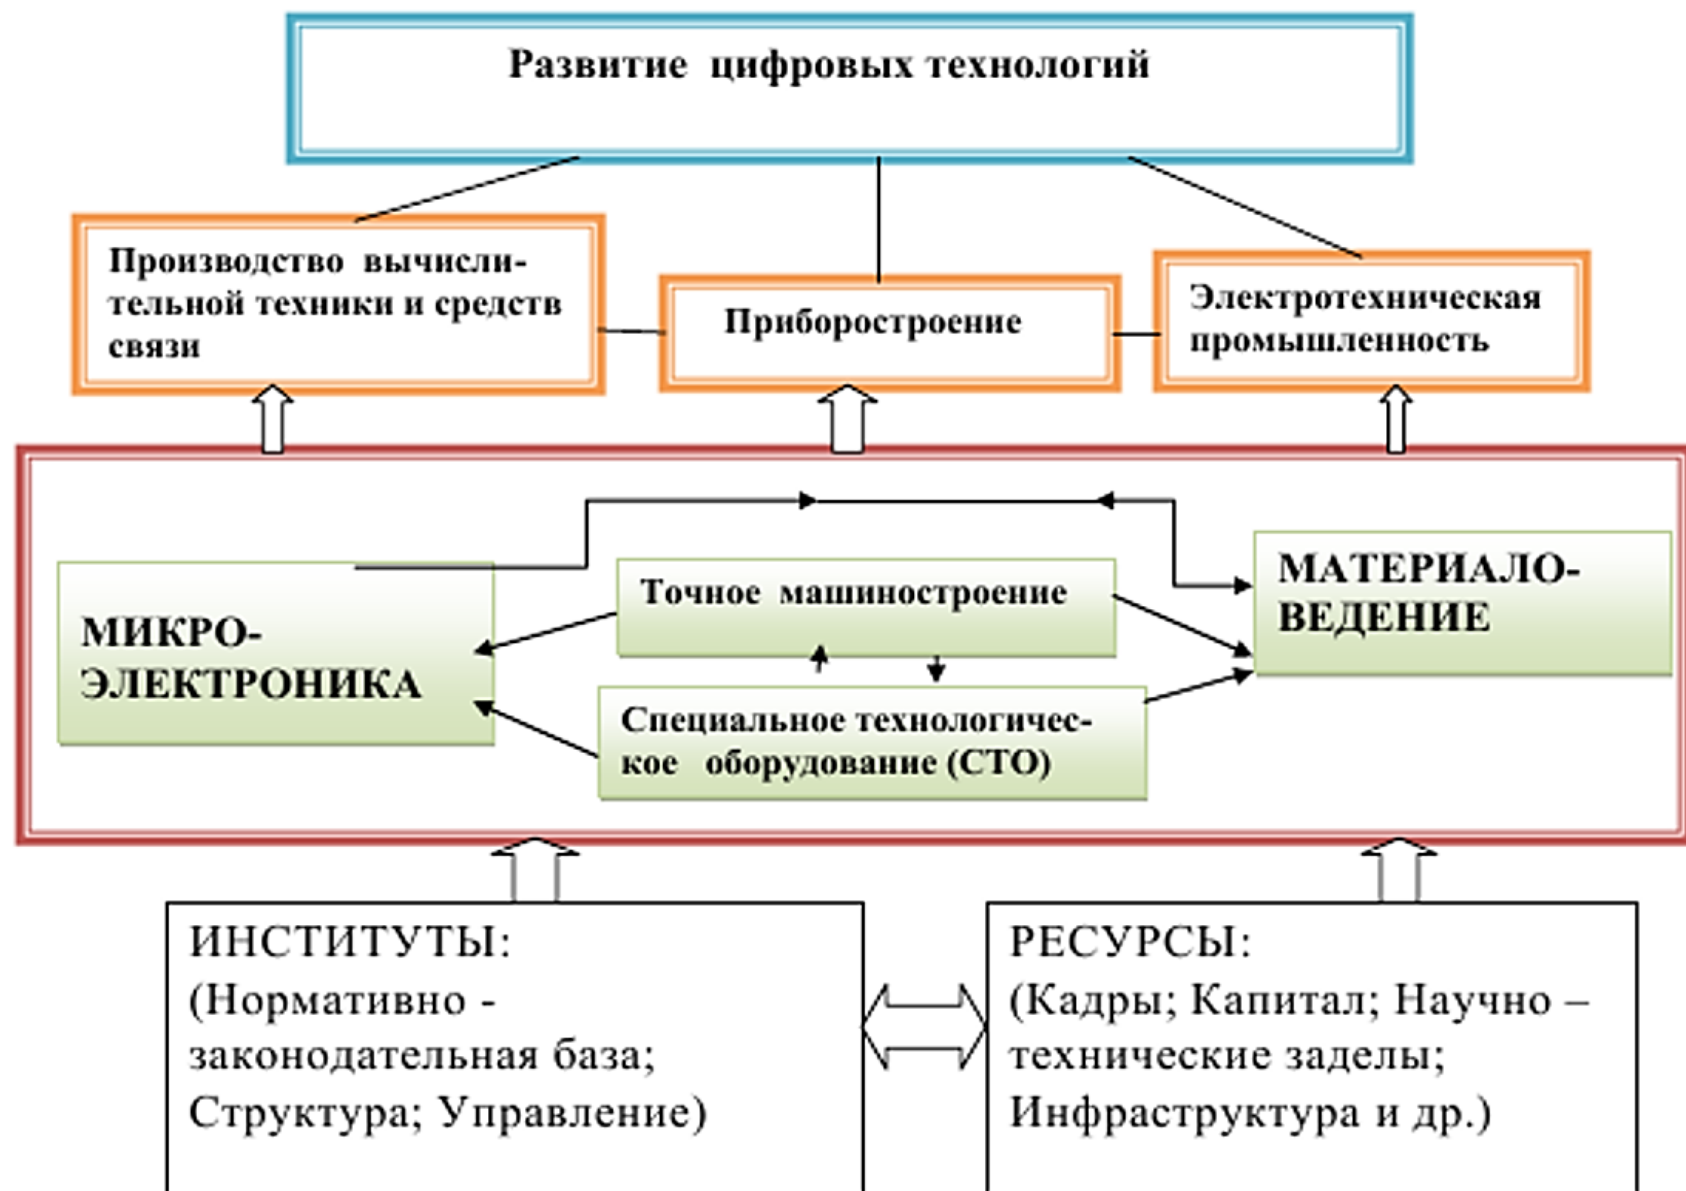 Развитие цифровых технологий
Производство вычисли-
тельной техники и средств
связи
Приборостроение
Электротехническая
промышленность
МИКРО-
ЭЛЕКТРОНИКА
Точное машиностроение
Специальное технологичес-
кое оборудование (СТО)
МАТЕРИАЛО-
ВЕДЕНИЕ
ИНСТИТУТЫ:
(Нормативно -
законодательная база;
Структура; Управление)
РЕСУРСЫ:
(Кадры; Капитал; Научно –
технические заделы;
Инфраструктура и др.)